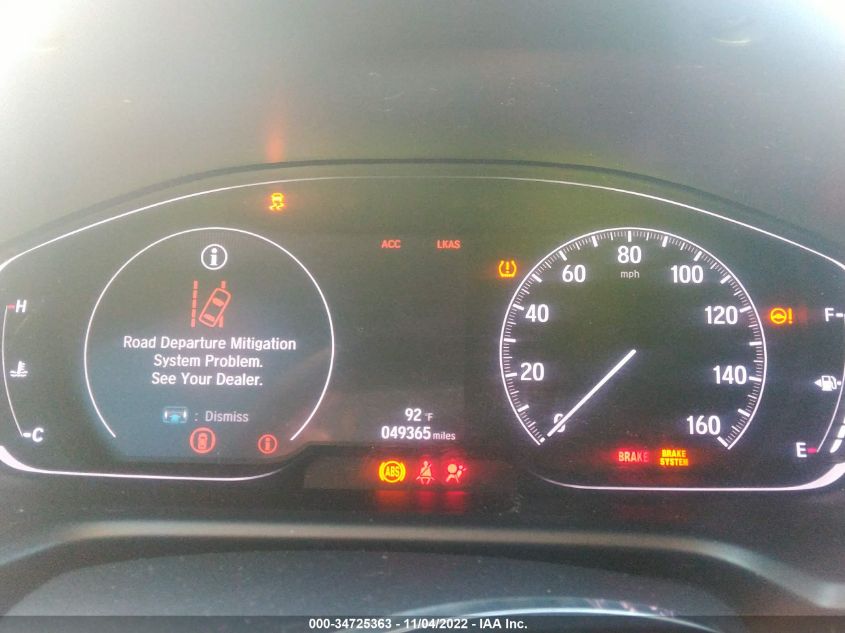 ACC LKAS
Road Departure Mitigation
System Problem.
See Your Dealer.
: Dismiss
92 °F
049365 miles
ABS
H
C
0
20
40
60
80
100
120
140
160
mph
BRAKE
BRAKE
SYSTEM
F
E
000-34725363 - 11/04/2022 - IAA Inc.